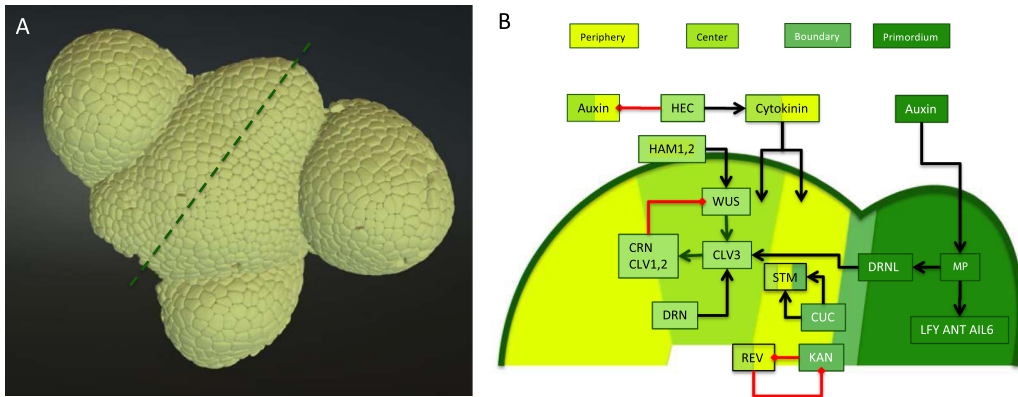 A
B
Periphery
Center
Boundary
Primordium
Auxin
HEC
Cytokinin
Auxin
HAM1,2
WUS
CRN
CLV1,2
CLV3
STM
DRNL
MP
DRN
CUC
LFY ANT AIL6
REV
KAN